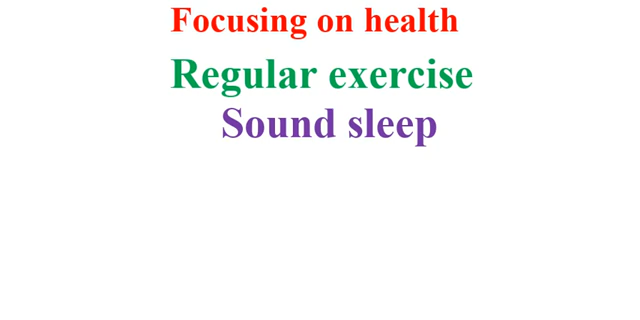 Focusing on health
Regular exercise
Sound sleep